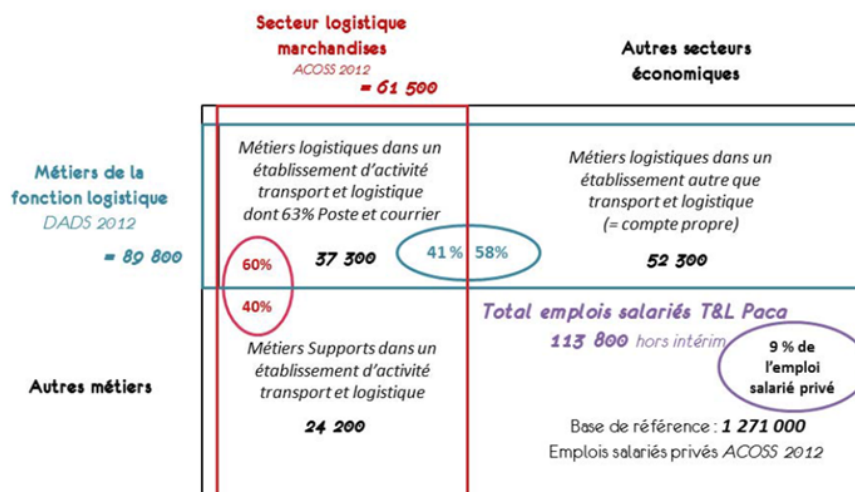 Secteur logistique
marchandises
ACOSS 2012
= 61 500
Autres secteurs
économiques
Métiers de la
fonction logistique
DADS 2012
= 89 800
Métiers logistiques dans un
établissement d'activité
transport et logistique
dont 63% Poste et courrier
37 300
60%
40%
41% 58%
Métiers logistiques dans un
établissement autre que
transport et logistique
(= compte propre)
52 300
Autres métiers
Métiers Supports dans un
établissement d'activité
transport et logistique
24 200
Total emplois salariés T&L Paca
113 800 hors intérim
9 % de
l'emploi
salarié privé
Base de référence : 1 271 000
Emplois salariés privés ACOSS 2012